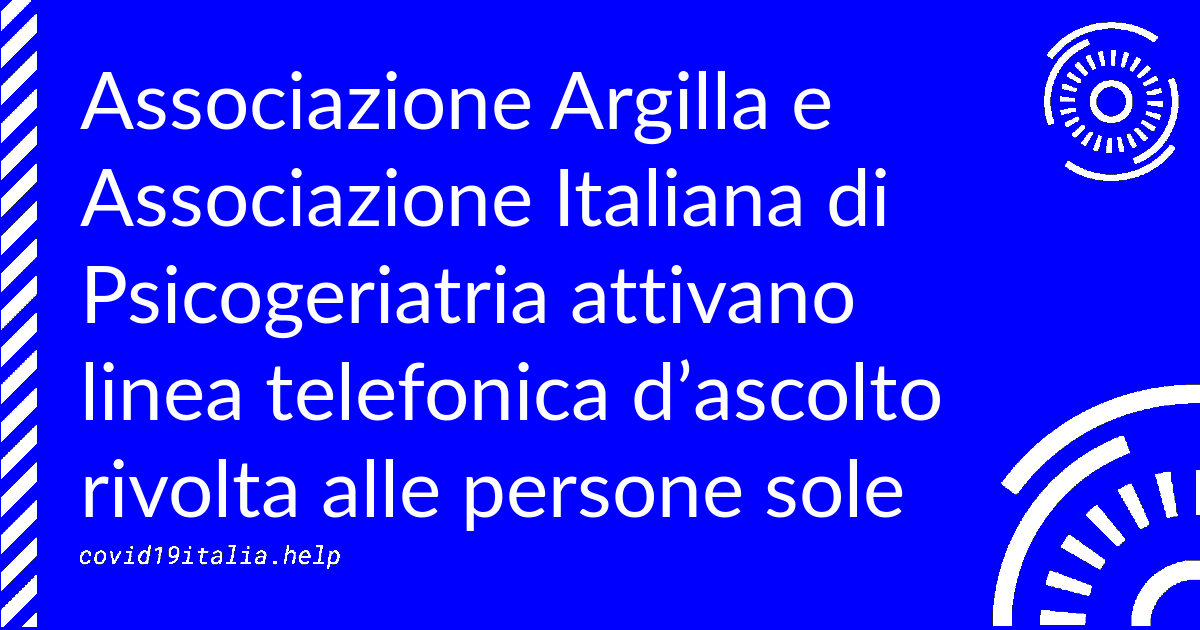 Associazione Argilla e
Associazione Italiana di
Psicogeriatria attivano
linea telefonica d’ascolto
rivolta alle persone sole
covid19italia.help